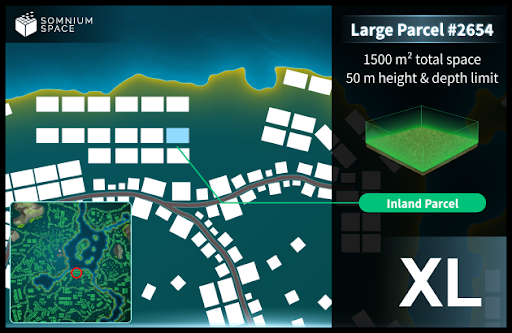 SOMNIUM
SPACE
Large Parcel #2654
1500 m² total space
50 m height & depth limit
Inland Parcel
XL